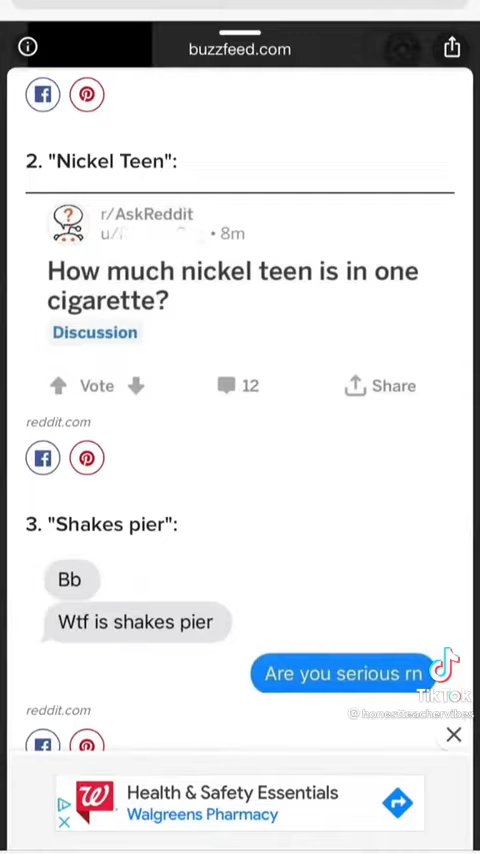 buzzfeed.com
2. "Nickel Teen":
r/AskReddit
• 8m
How much nickel teen is in one
cigarette?
Discussion
Vote
12
Share
reddit.com
3. "Shakes pier":
Bb
Wtf is shakes pier
Are you serious rn
TikTok
@honestteachervibes
reddit.com
Health & Safety Essentials
Walgreens Pharmacy